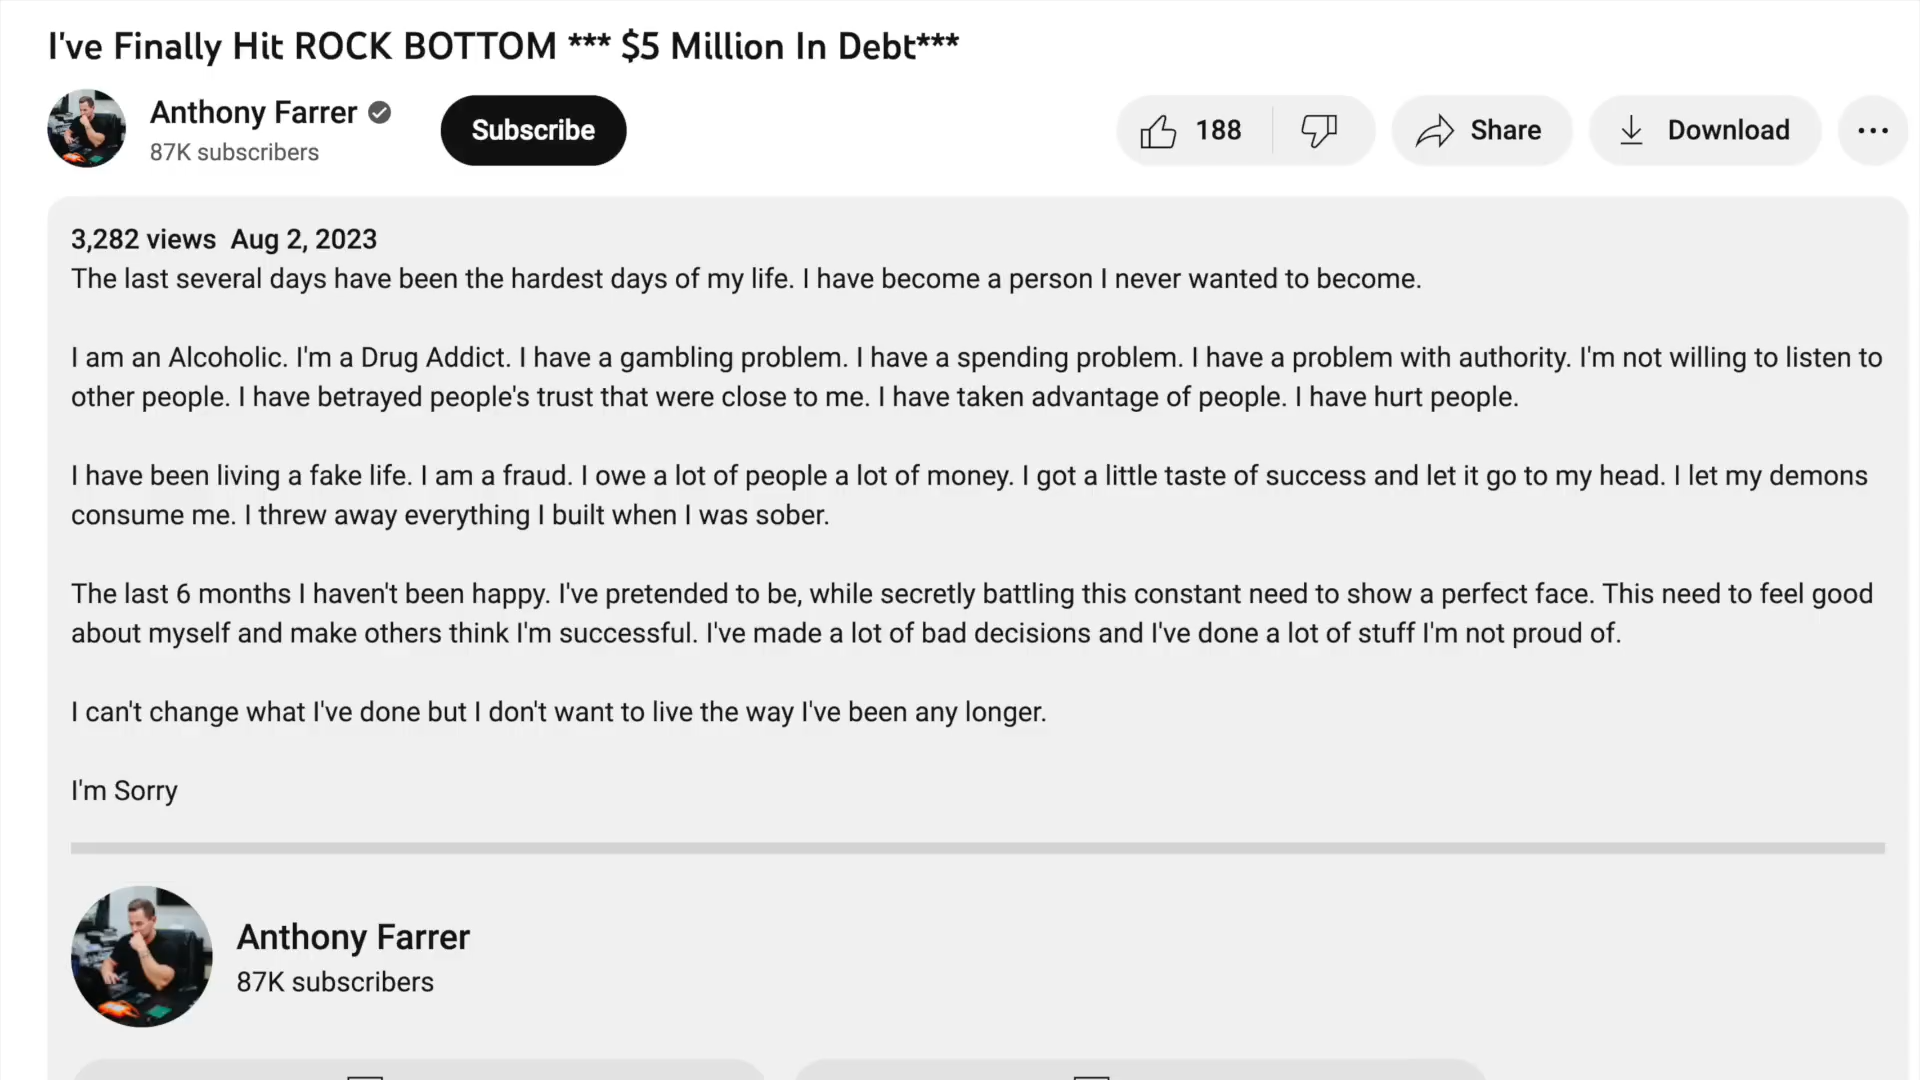 I've Finally Hit ROCK BOTTOM *** $5 Million In Debt***
Anthony Farrer
87K subscribers
Subscribe
188
Share
Download
3,282 views Aug 2, 2023
The last several days have been the hardest days of my life. I have become a person I never wanted to become.
I am an Alcoholic. I'm a Drug Addict. I have a gambling problem. I have a spending problem. I have a problem with authority. I'm not willing to listen to
other people. I have betrayed people's trust that were close to me. I have taken advantage of people. I have hurt people.
I have been living a fake life. I am a fraud. I owe a lot of people a lot of money. I got a little taste of success and let it go to my head. I let my demons
consume me. I threw away everything I built when I was sober.
The last 6 months I haven't been happy. I've pretended to be, while secretly battling this constant need to show a perfect face. This need to feel good
about myself and make others think I'm successful. I've made a lot of bad decisions and I've done a lot of stuff I'm not proud of.
I can't change what I've done but I don't want to live the way I've been any longer.
I'm Sorry
Anthony Farrer
87K subscribers